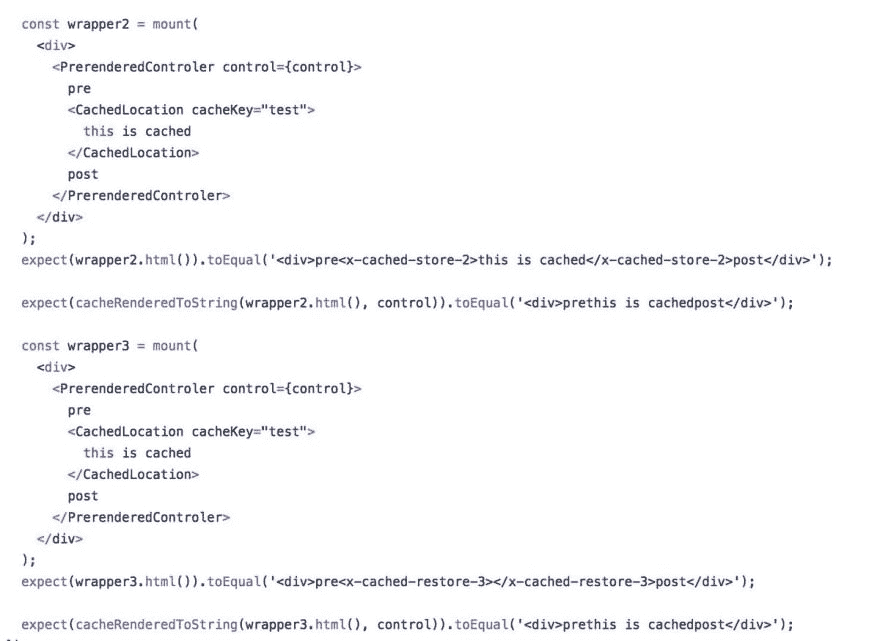 const wrapper2 = mount(
<div>
<PrerenderedControler control={control}>
pre
<CachedLocation cacheKey="test">
this is cached
</CachedLocation>
post
</PrerenderedControler>
</div>
);
expect(wrapper2.html()).toEqual('<div>pre<x-cached-store-2>this is cached</x-cached-store-2>post</div>');
expect(cacheRenderedToString(wrapper2.html(), control)).toEqual('<div>prethis is cachedpost</div>');
const wrapper3 = mount(
<div>
<PrerenderedControler control={control}>
pre
<CachedLocation cacheKey="test">
this is cached
</CachedLocation>
post
</PrerenderedControler>
</div>
);
expect(wrapper3.html()).toEqual('<div>pre<x-cached-restore-3></x-cached-restore-3>post</div>');
expect(cacheRenderedToString(wrapper3.html(), control)).toEqual('<div>prethis is cachedpost</div>');